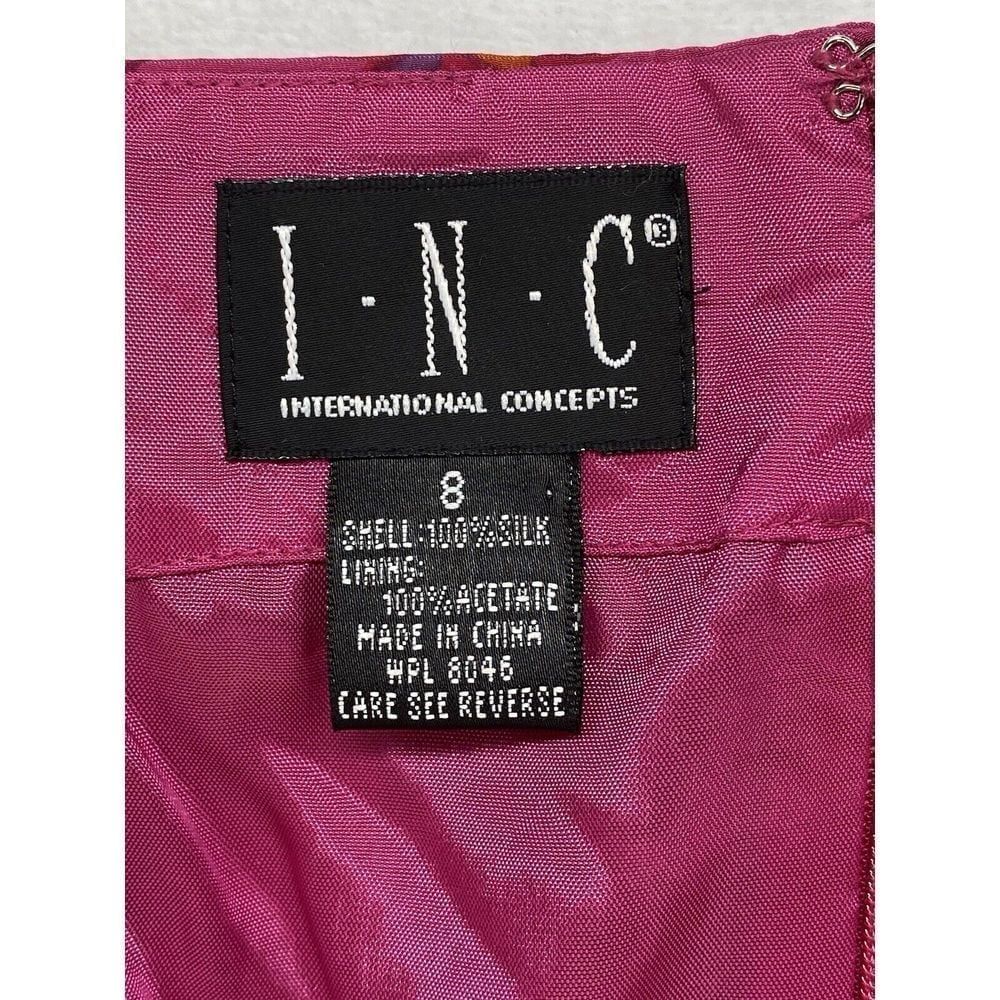 I·N·C®
INTERNATIONAL CONCEPTS
8
SHELL:100%SILK
LINING:
100%ACETATE
MADE IN CHINA
WPL 8046
CARE SEE REVERSE